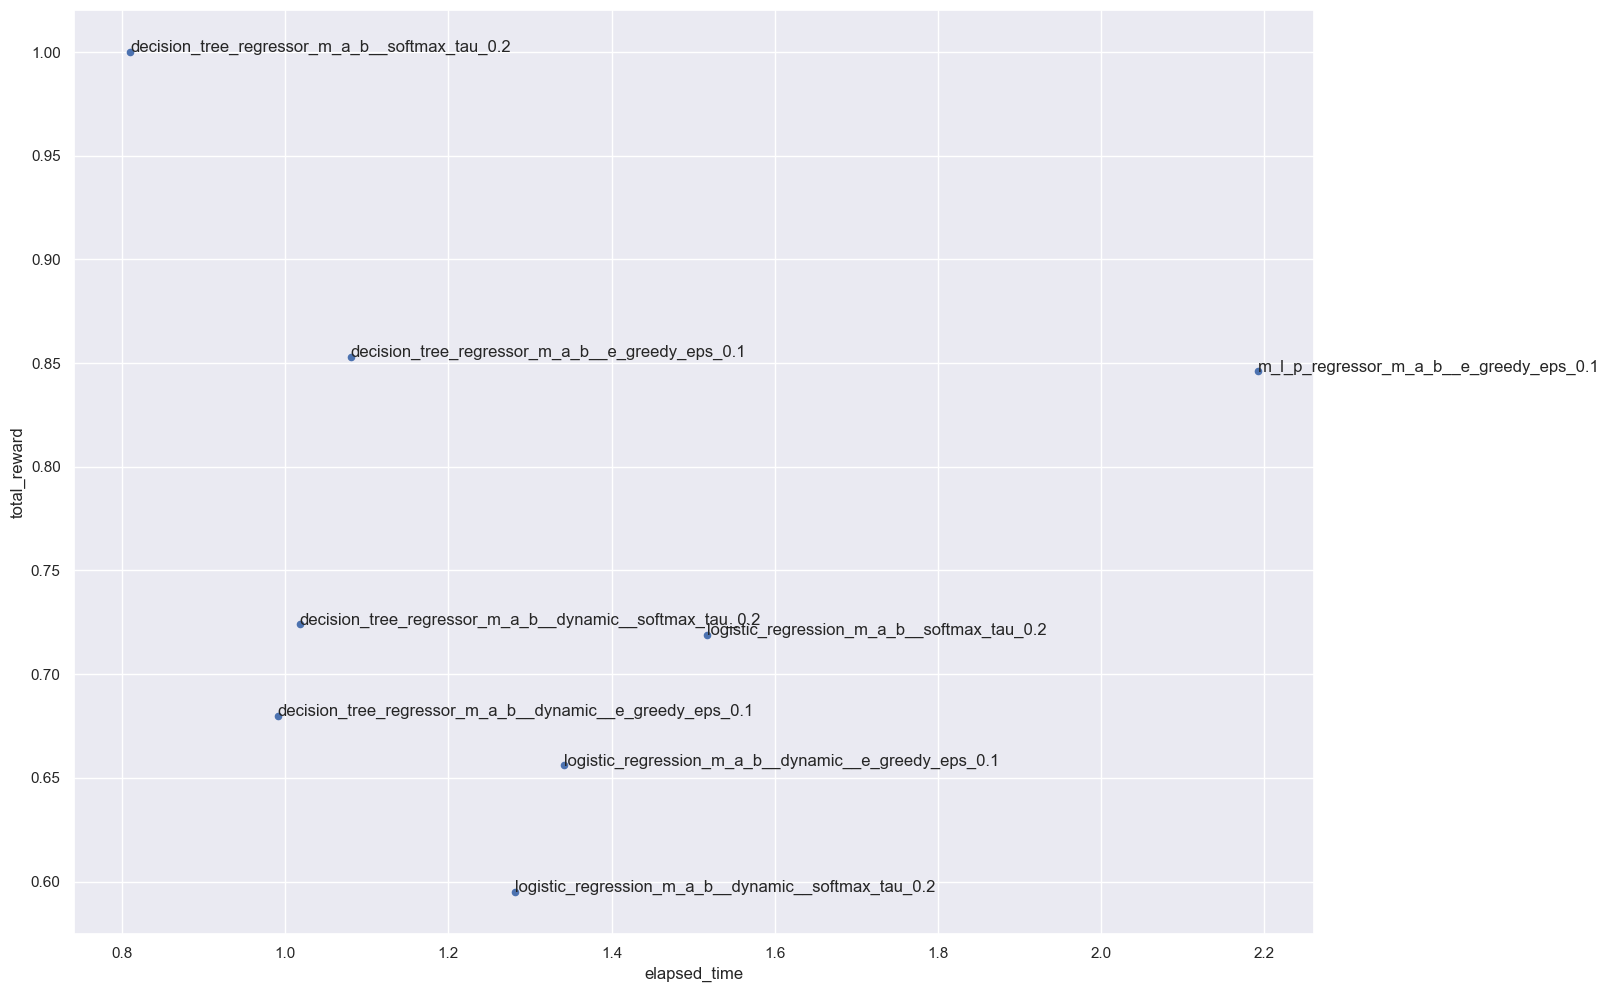 1.00
decision_tree_regressor_m_a_b__softmax_tau_0.2
0.95
0.90
0.85
decision_tree_regressor_m_a_b__e_greedy_eps_0.1
m_l_p_regressor_m_a_b__e_greedy_eps_0.1
total_reward
0.80
0.75
decision_tree_regressor_m_a_b__dynamic__softmax_tau_0.2
logistic_regression_m_a_b__softmax_tau_0.2
0.70
decision_tree_regressor_m_a_b__dynamic__e_greedy_eps_0.1
logistic_regression_m_a_b__dynamic__e_greedy_eps_0.1
0.65
0.60
logistic_regression_m_a_b__dynamic__softmax_tau_0.2
0.8 1.0 1.2 1.4 1.6 1.8 2.0 2.2
elapsed_time